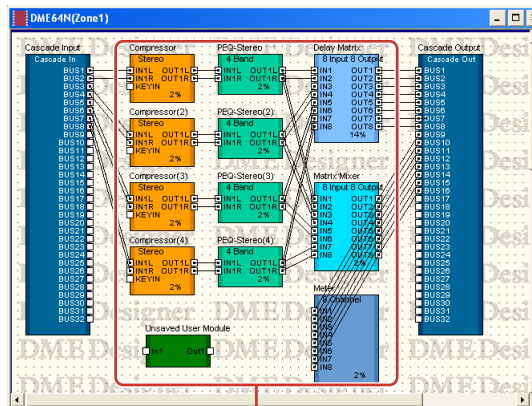 DME64N(Zone1)
Cascade Input
Cascade In
BUS1
BUS2
BUS3
BUS4
BUS5
BUS6
BUS7
BUS8
BUS9
BUS10
BUS11
BUS12
BUS13
BUS14
BUS15
BUS16
BUS17
BUS18
BUS19
BUS20
BUS21
BUS22
BUS23
BUS24
BUS25
BUS26
BUS27
BUS28
BUS29
BUS30
BUS31
BUS32
Compressor
Stereo
IN1L OUT1L
IN1R OUT1R
KEYIN
2%
Compressor(2)
Stereo
IN1L OUT1L
IN1R OUT1R
KEYIN
2%
Compressor(3)
Stereo
IN1L OUT1L
IN1R OUT1R
KEYIN
2%
Compressor(4)
Stereo
IN1L OUT1L
IN1R OUT1R
KEYIN
2%
Unsaved User Module
In1 Out1
PEQ-Stereo
4 Band
IN1L OUT1L
IN1R OUT1R
2%
PEQ-Stereo(2)
4 Band
IN1L OUT1L
IN1R OUT1R
2%
PEQ-Stereo(3)
4 Band
IN1L OUT1L
IN1R OUT1R
2%
PEQ-Stereo(4)
4 Band
IN1L OUT1L
IN1R OUT1R
2%
Delay Matrix
8 Input 8 Output
IN1 OUT1
IN2 OUT2
IN3 OUT3
IN4 OUT4
IN5 OUT5
IN6 OUT6
IN7 OUT7
IN8 OUT8
14%
Matrix Mixer
8 Input 8 Output
IN1 OUT1
IN2 OUT2
IN3 OUT3
IN4 OUT4
IN5 OUT5
IN6 OUT6
IN7 OUT7
IN8 OUT8
2%
Meter
8 Channel
IN1
IN2
IN3
IN4
IN5
IN6
IN7
IN8
2%
Cascade Output
Cascade Out
BUS1
BUS2
BUS3
BUS4
BUS5
BUS6
BUS7
BUS8
BUS9
BUS10
BUS11
BUS12
BUS13
BUS14
BUS15
BUS16
BUS17
BUS18
BUS19
BUS20
BUS21
BUS22
BUS23
BUS24
BUS25
BUS26
BUS27
BUS28
BUS29
BUS30
BUS31
BUS32
DME Designer